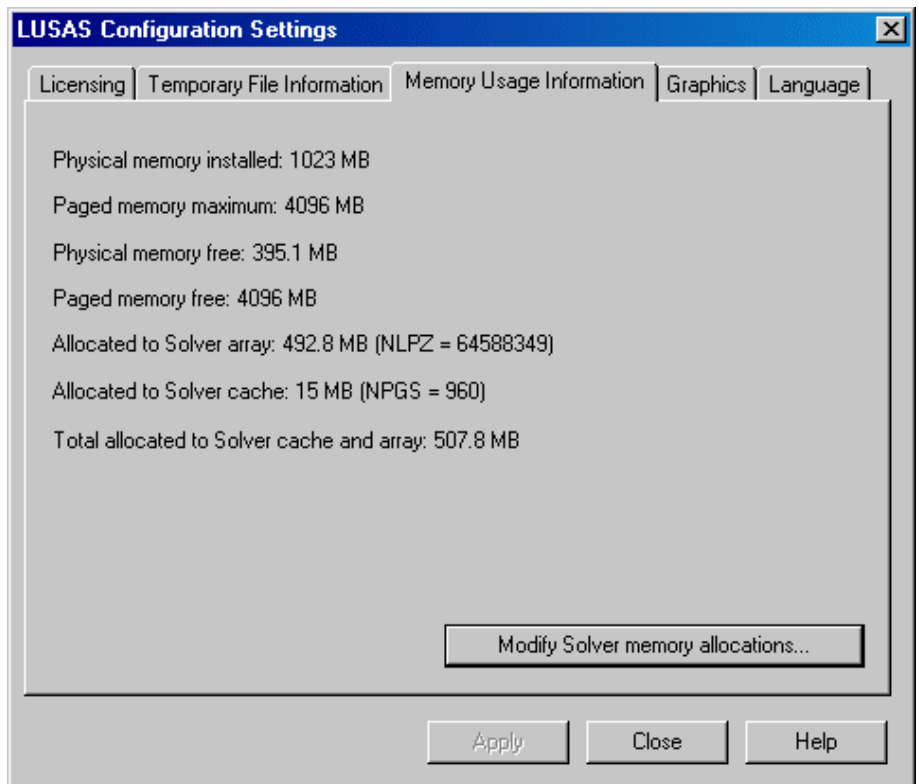 LUSAS Configuration Settings
Licensing Temporary File Information Memory Usage Information Graphics Language
Physical memory installed: 1023 MB
Paged memory maximum: 4096 MB
Physical memory free: 395.1 MB
Paged memory free: 4096 MB
Allocated to Solver array: 492.8 MB (NLPZ = 64588349)
Allocated to Solver cache: 15 MB (NPGS = 960)
Total allocated to Solver cache and array: 507.8 MB
Modify Solver memory allocations...
Apply Close Help